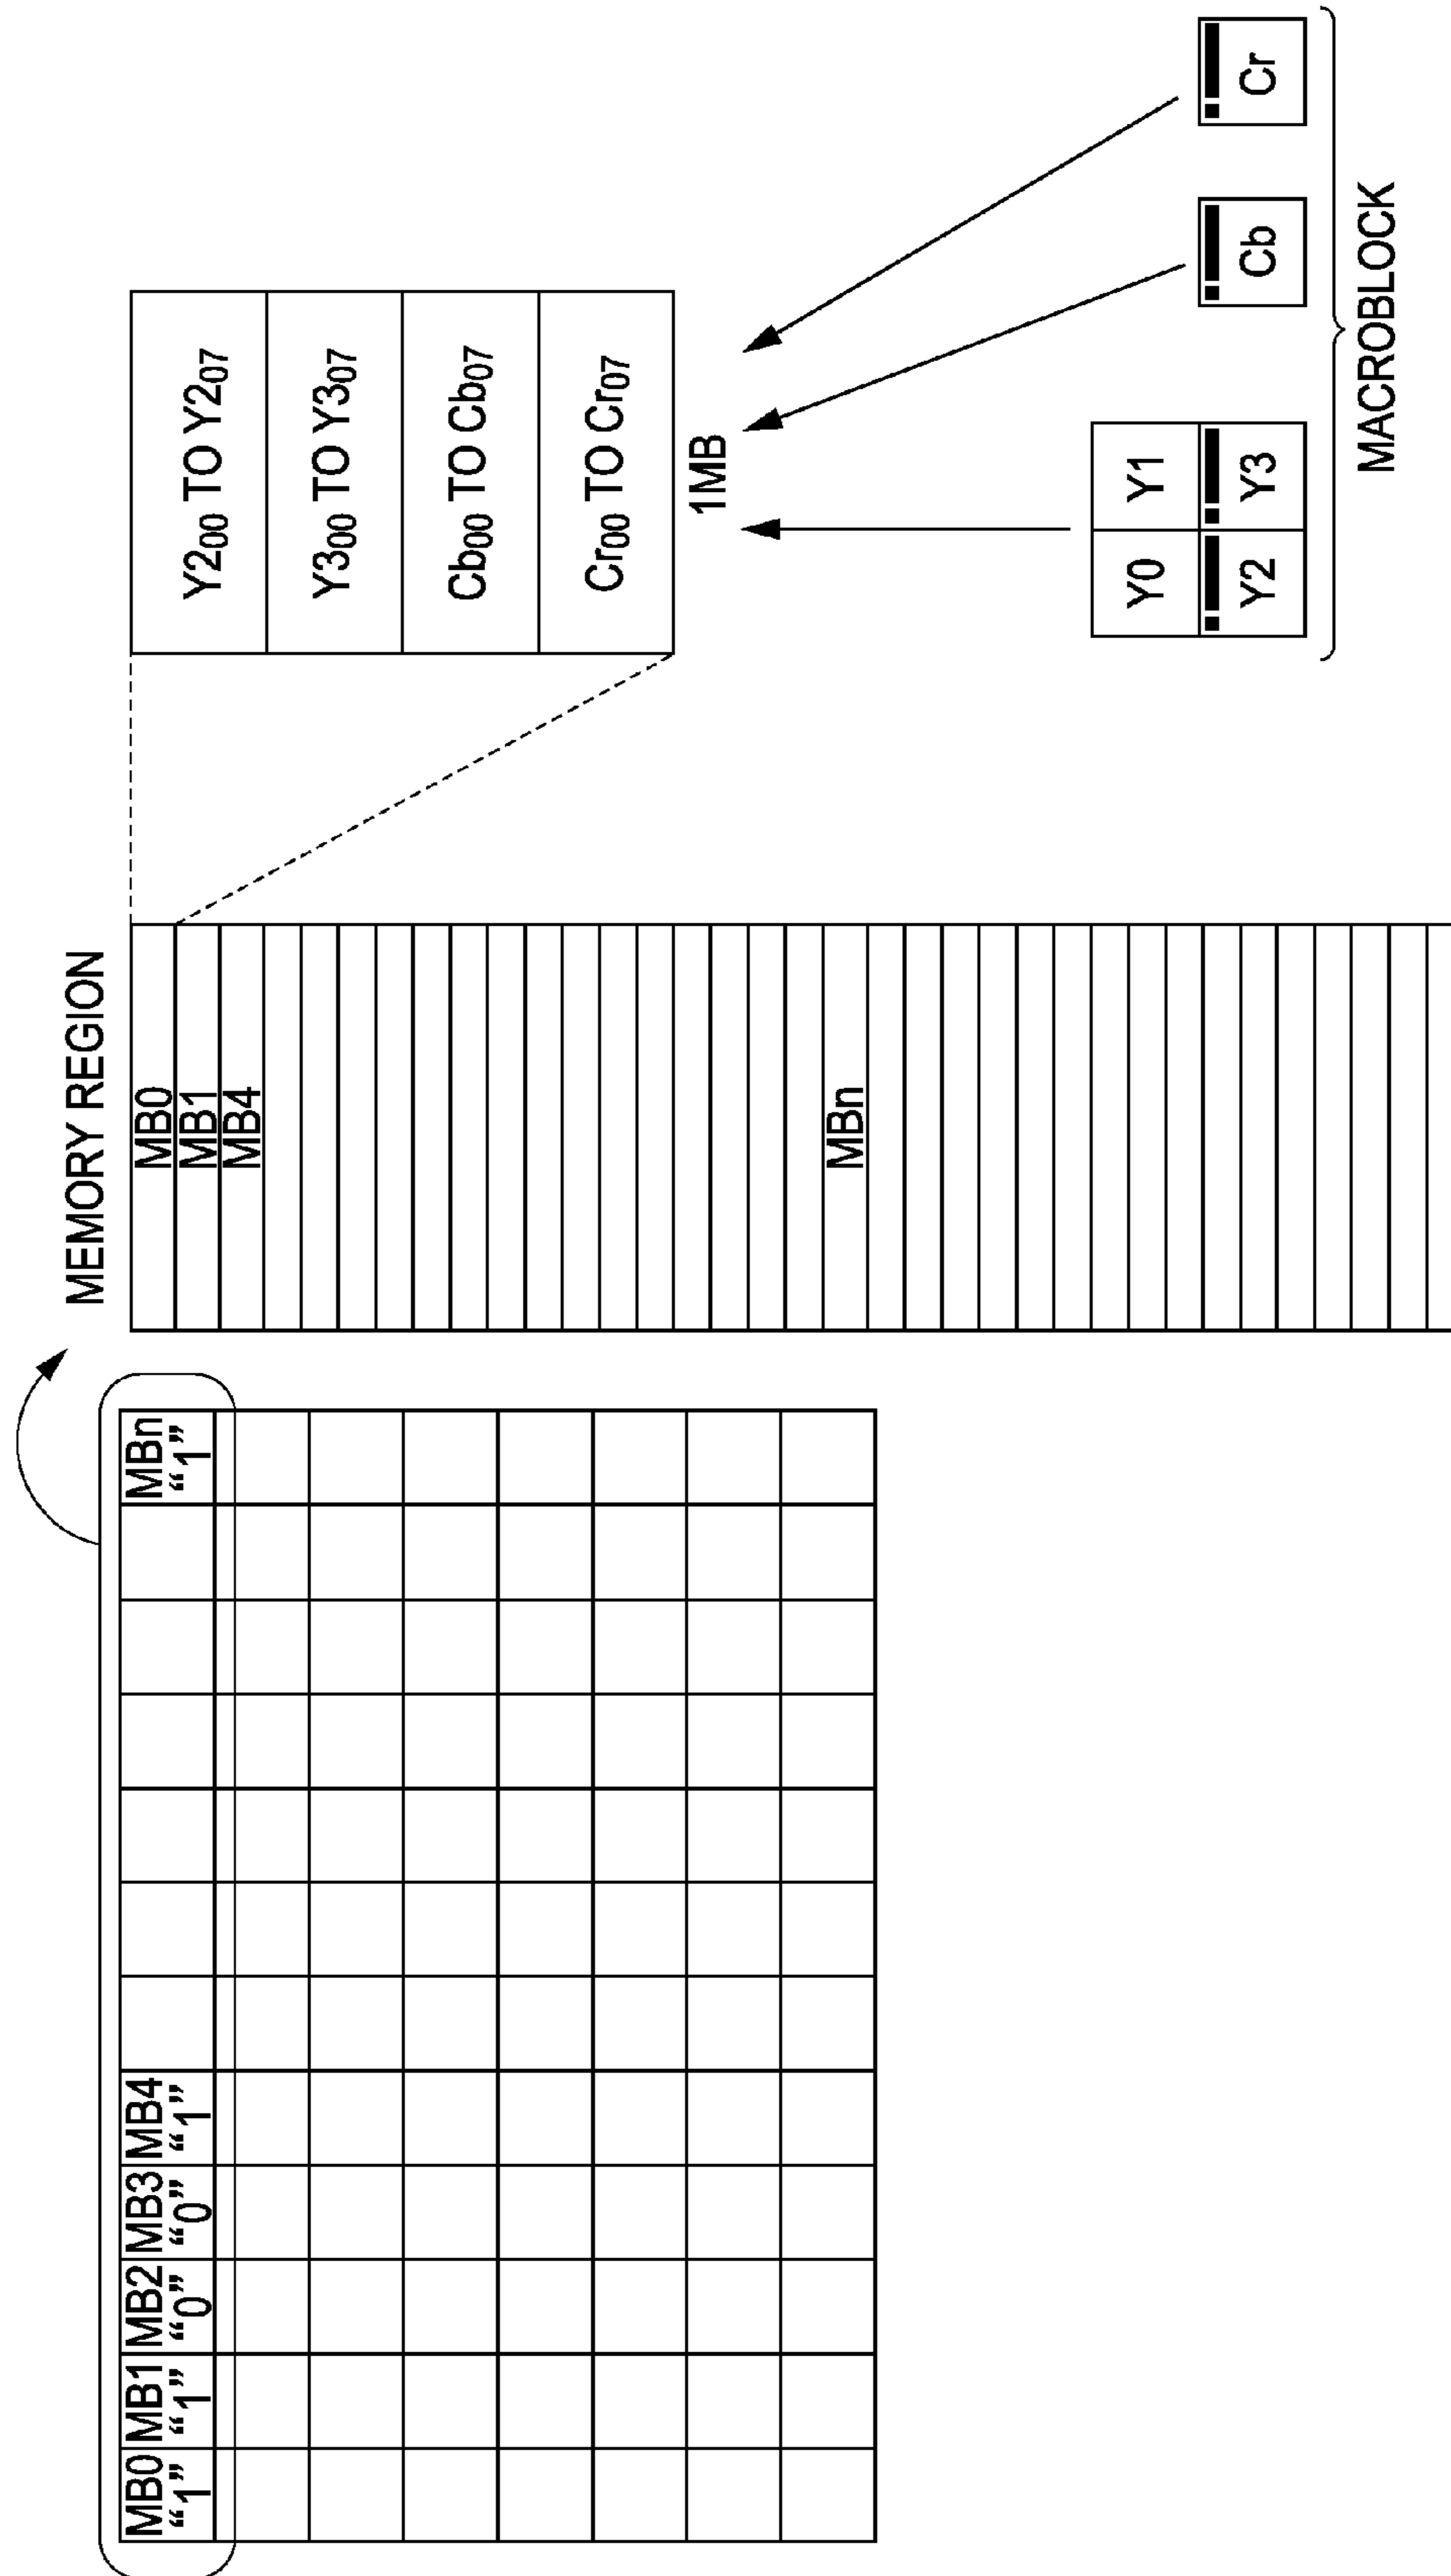 MB0 MB1 MB2 MB3 MB4 MBn
“1” “1” “0” “0” “1” “1”
MEMORY REGION
MB0
MB1
MB4
MBn
Y2₀₀ TO Y2₀₇
Y3₀₀ TO Y3₀₇
Cb₀₀ TO Cb₀₇
Cr₀₀ TO Cr₀₇
1MB
Y0 Y1
Y2 Y3 Cb Cr
MACROBLOCK